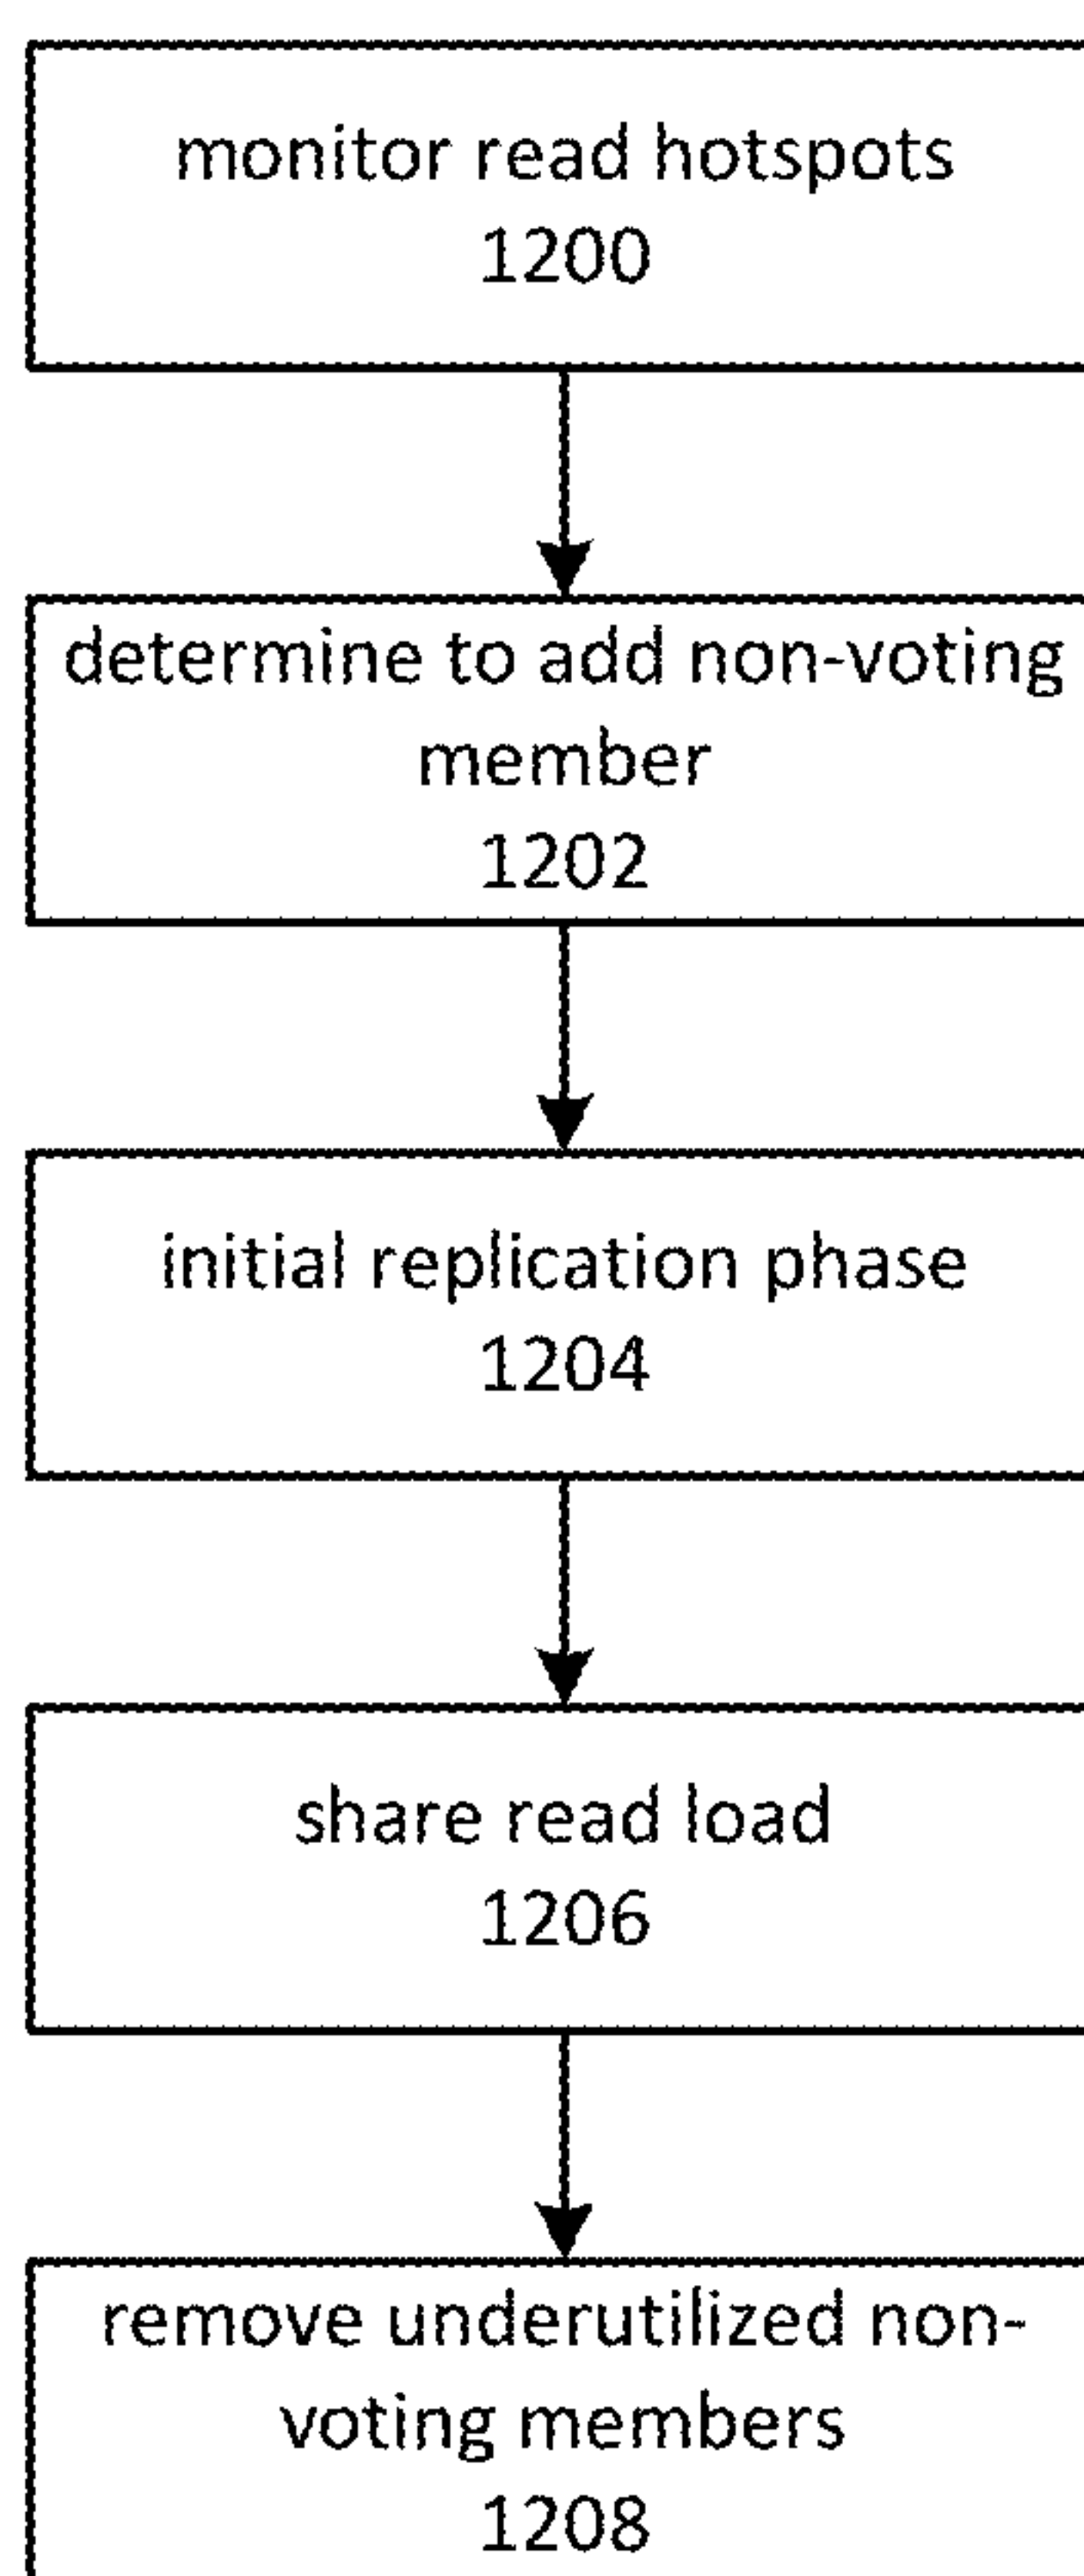 monitor read hotspots
1200
determine to add non-voting
member
1202
initial replication phase
1204
share read load
1206
remove underutilized non-
voting members
1208